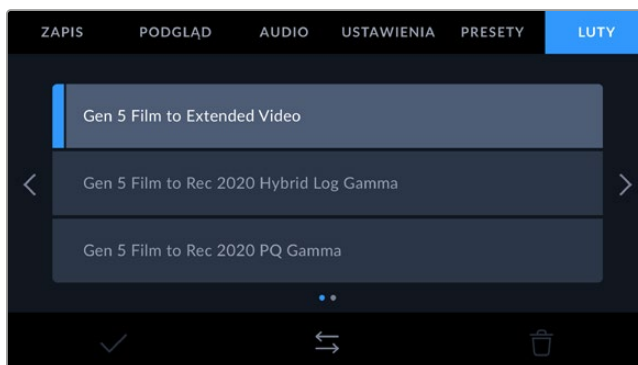 ZAPIS PODGLĄD AUDIO USTAWIENIA PRESETY LUTY
Gen 5 Film to Extended Video
Gen 5 Film to Rec 2020 Hybrid Log Gamma
Gen 5 Film to Rec 2020 PQ Gamma